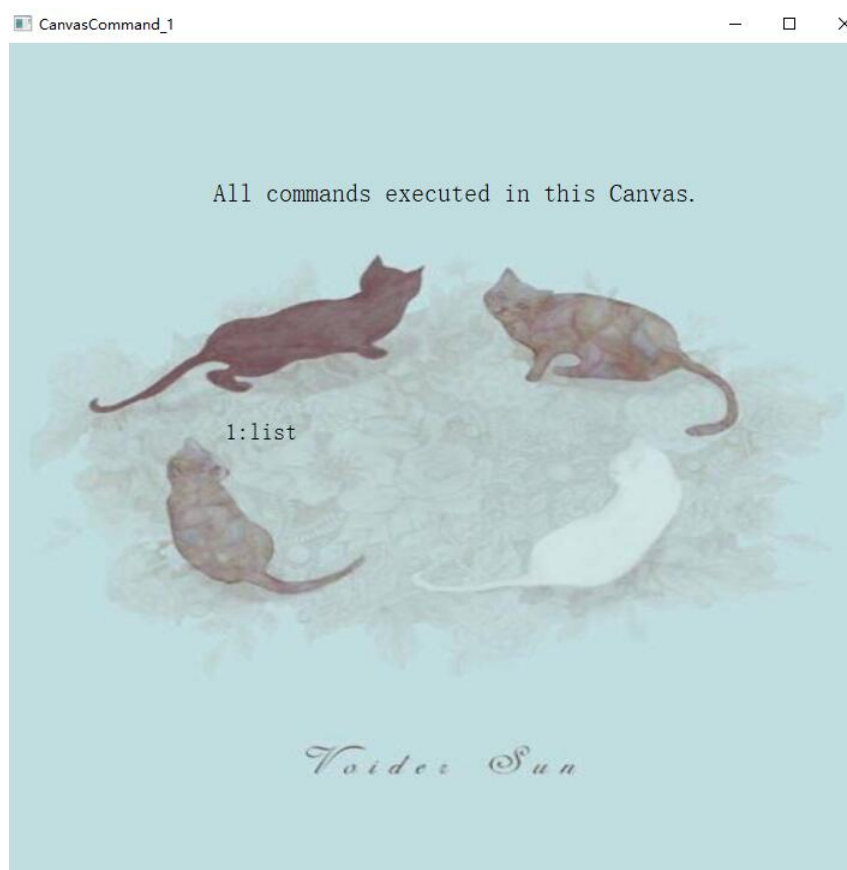 CanvasCommand_1
All commands executed in this Canvas.
1:list
Voider Sun